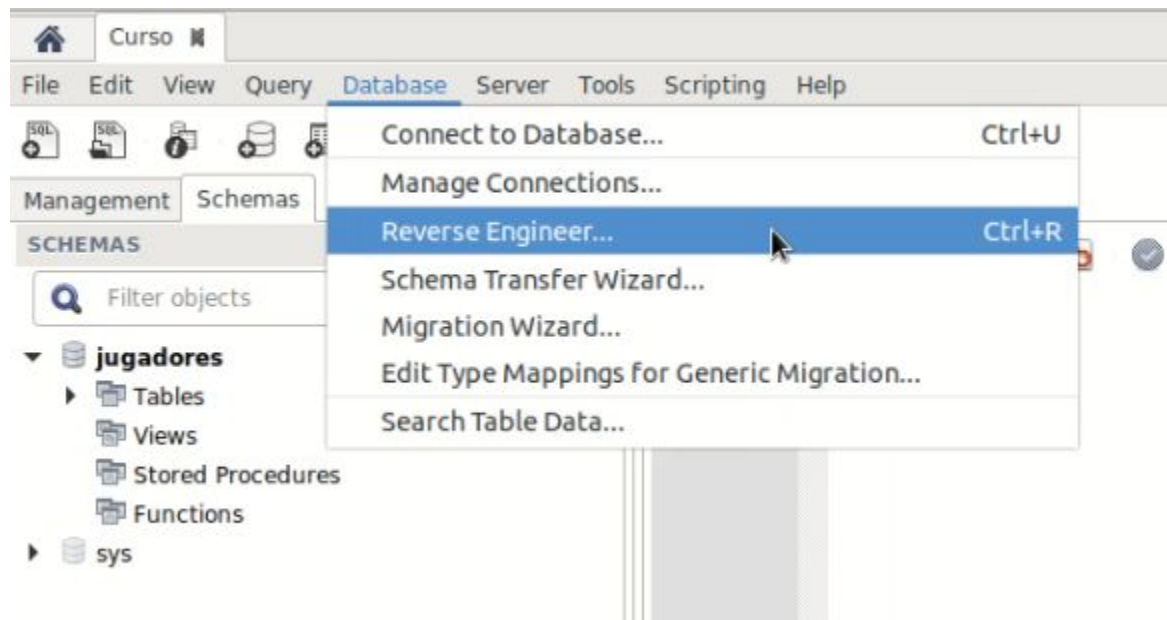 Curso
File Edit View Query Database Server Tools Scripting Help
SQL SQL
Connect to Database... Ctrl+U
Manage Connections...
Management Schemas
Reverse Engineer... Ctrl+R
SCHEMAS
Schema Transfer Wizard...
Filter objects
Migration Wizard...
jugadores
Edit Type Mappings for Generic Migration...
Tables
Search Table Data...
Views
Stored Procedures
Functions
sys